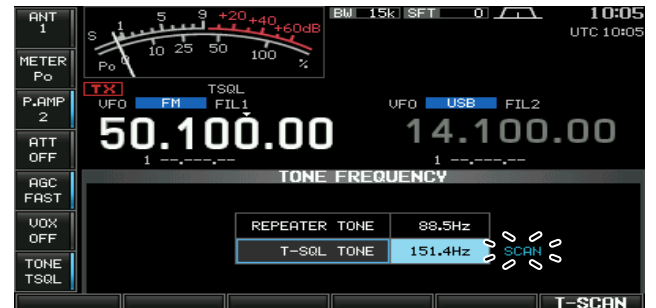 ANT
1
METER
Po
P.AMP
2
ATT
OFF
AGC
FAST
VOX
OFF
TONE
TSQL
S 1 5 9 +20 +40 +60dB
Po 0 10 25 50 100 %
BW 15k SFT 0
10:05
UTC 10:05
TX TSQL
VFO FM FIL1
VFO USB FIL2
50.100.00
14.100.00
1 --.---.--
1 --.---.--
TONE FREQUENCY
REPEATER TONE 88.5Hz
T-SQL TONE 151.4Hz SCAN
T-SCAN